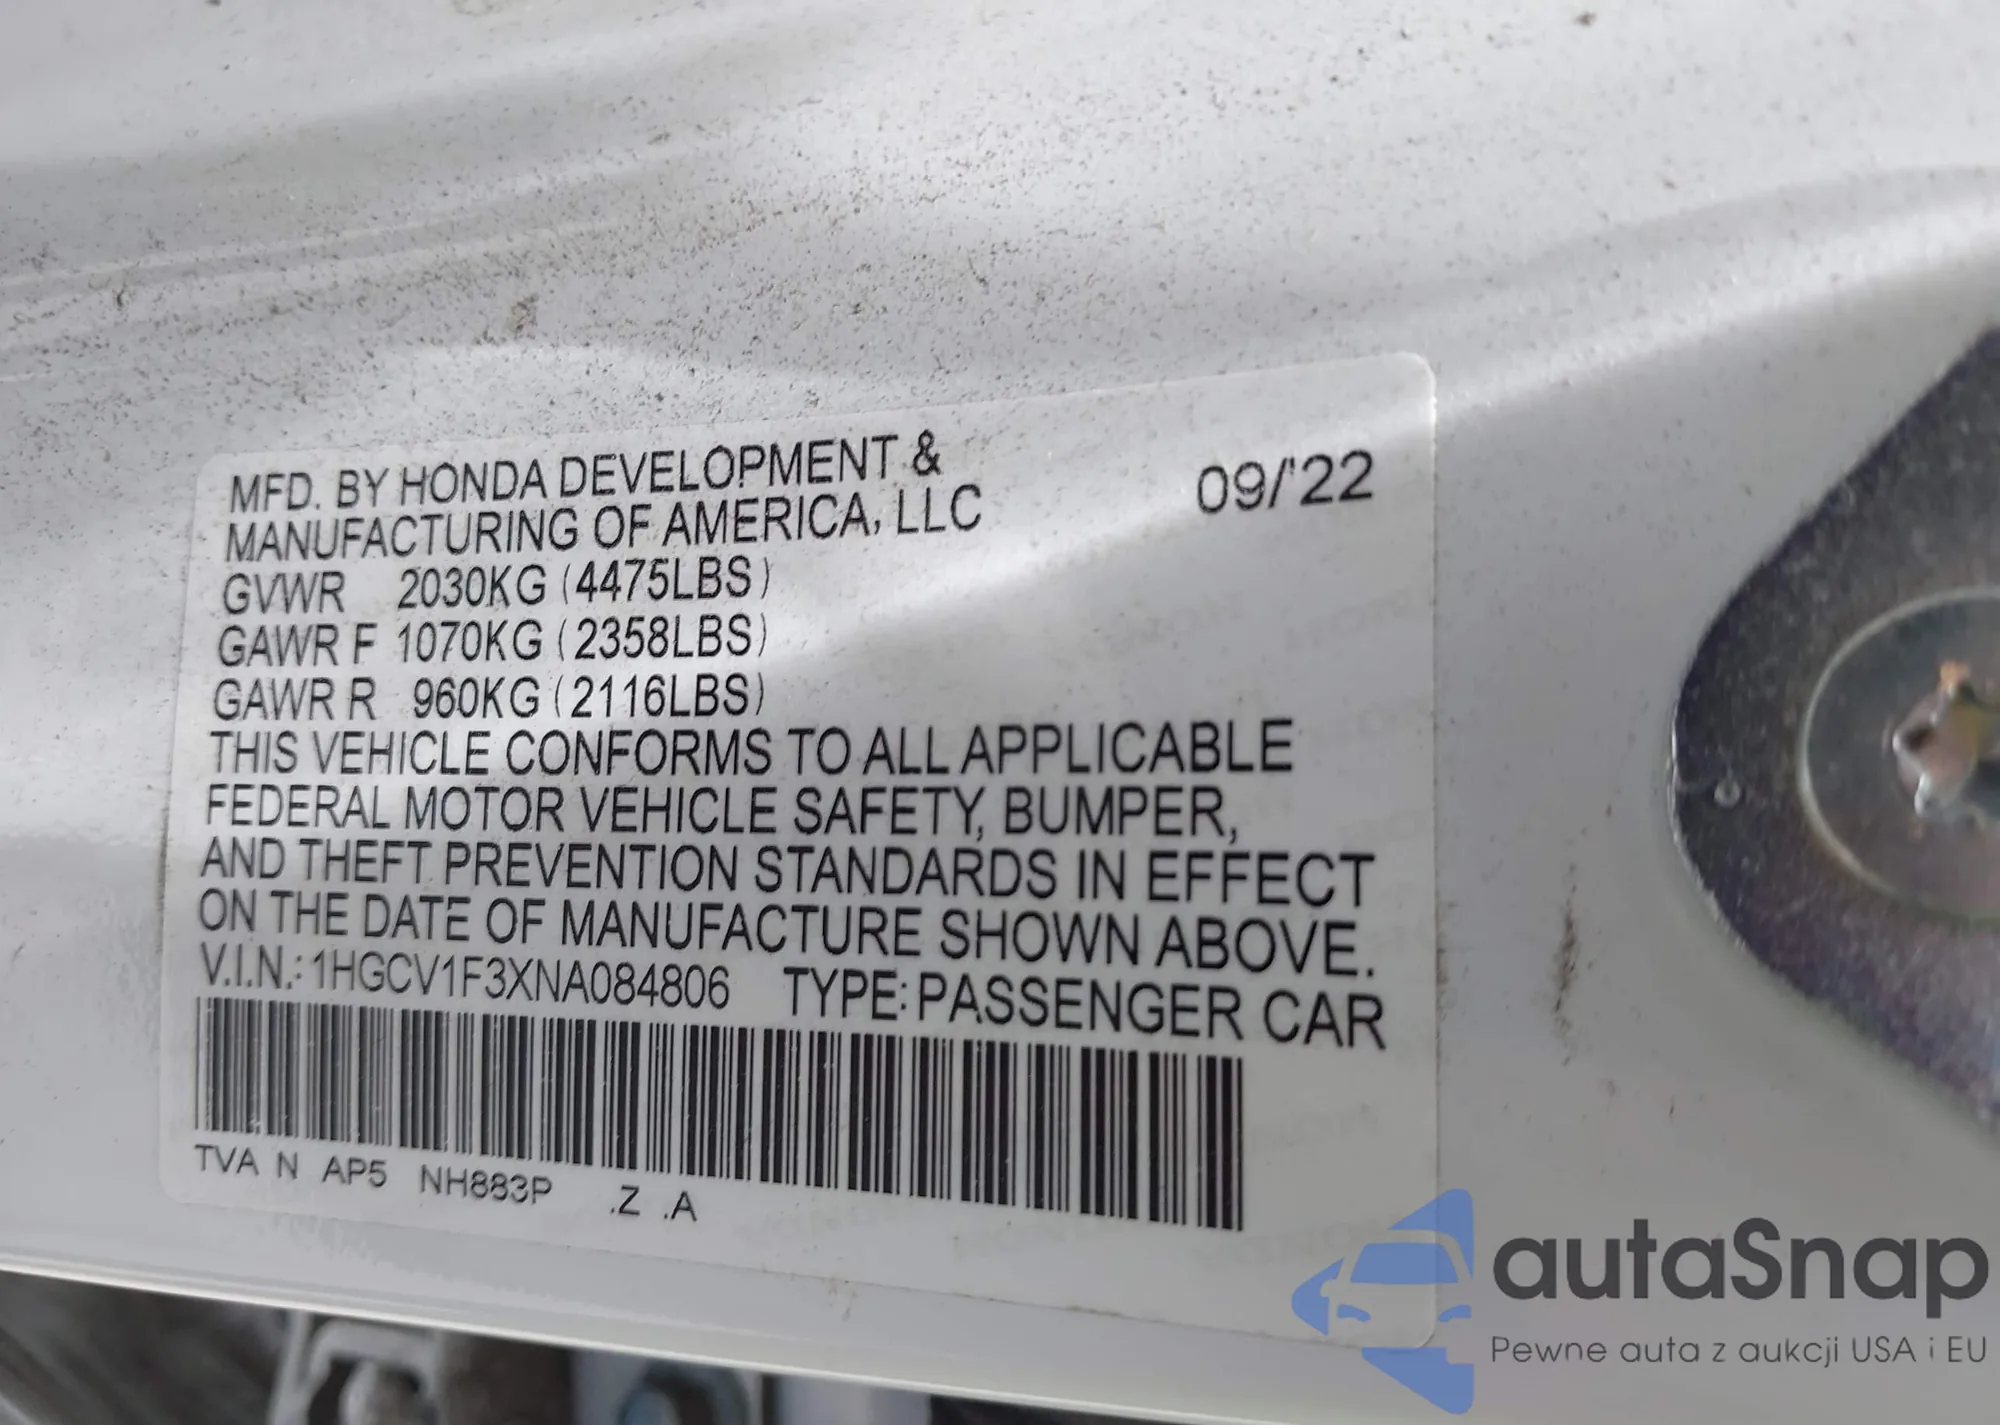 MFD. BY HONDA DEVELOPMENT &
MANUFACTURING OF AMERICA, LLC
09/'22
GVWR 2030KG (4475LBS)
GAWR F 1070KG (2358LBS)
GAWR R 960KG (2116LBS)
THIS VEHICLE CONFORMS TO ALL APPLICABLE
FEDERAL MOTOR VEHICLE SAFETY, BUMPER,
AND THEFT PREVENTION STANDARDS IN EFFECT
ON THE DATE OF MANUFACTURE SHOWN ABOVE.
V.I.N.: 1HGCV1F3XNA084806 TYPE: PASSENGER CAR
TVA N AP5 NH883P .Z .A
autaSnap
Pewne auta z aukcji USA i EU